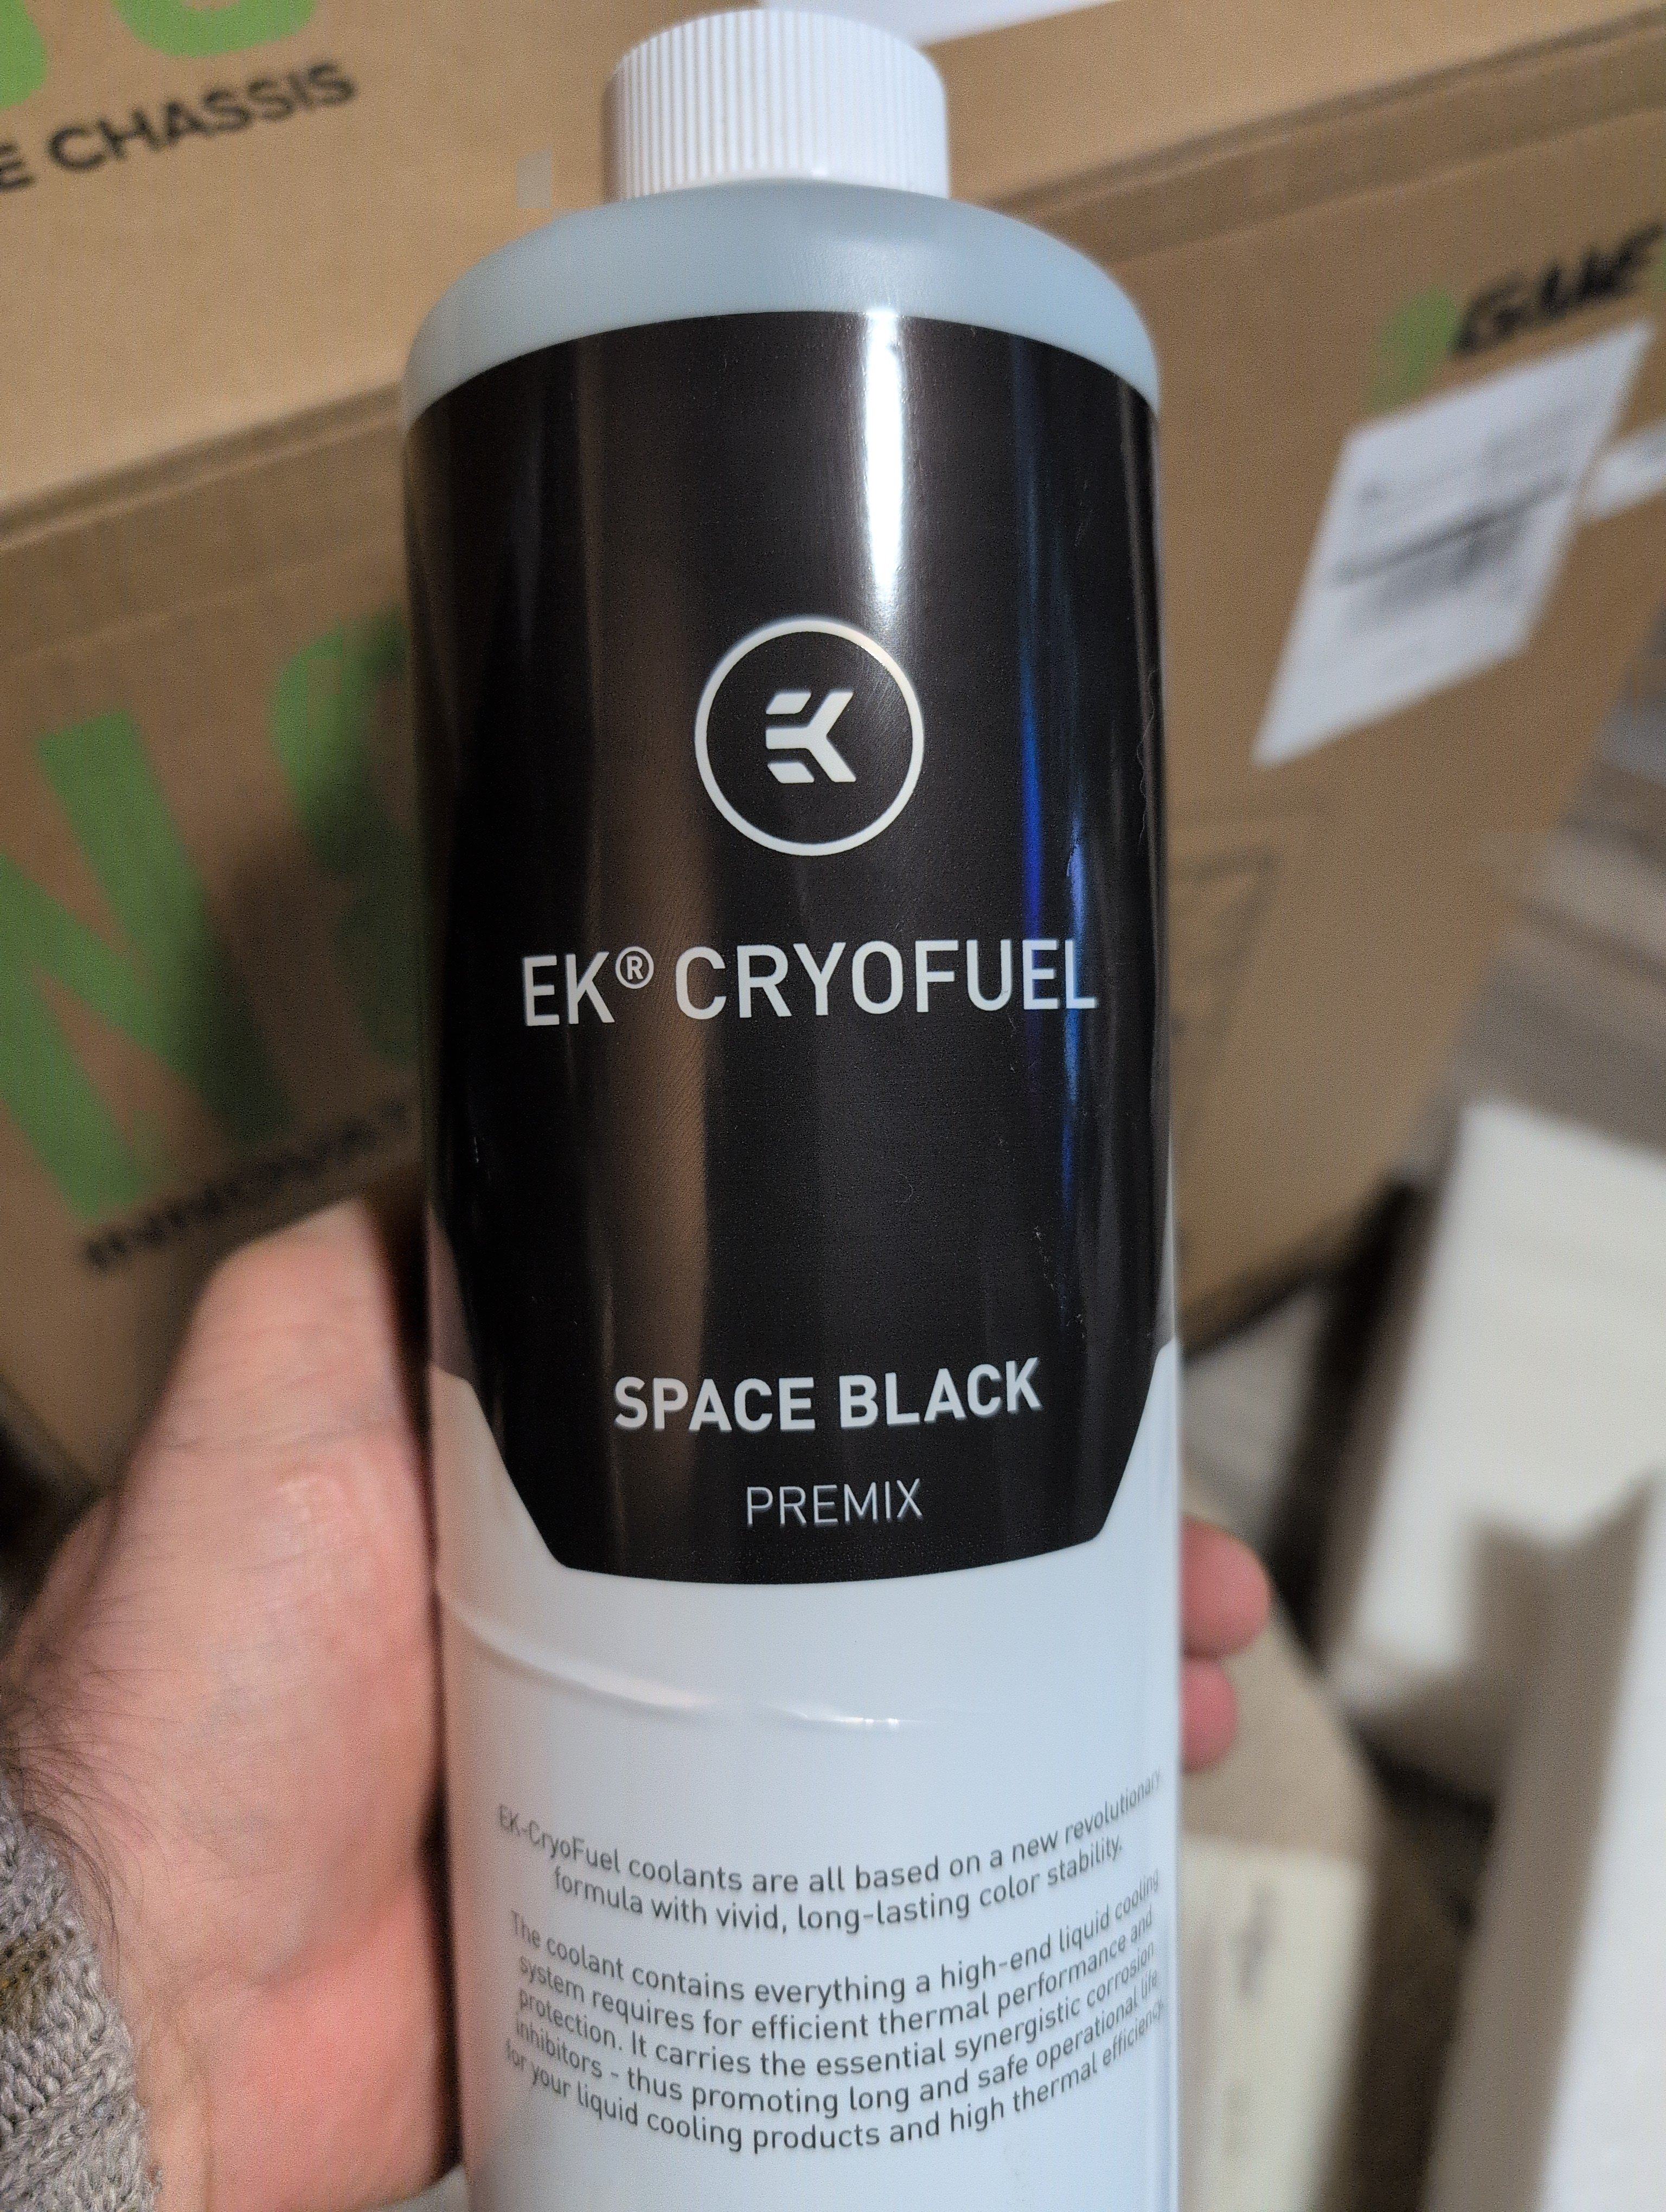 CHASSIS
EK
EK® CRYOFUEL
SPACE BLACK
PREMIX
EK-CryoFuel coolants are all based on a new revolutionary
formula with vivid, long-lasting color stability.
The coolant contains everything a high-end liquid cooling
system requires for efficient thermal performance and
protection. It carries the essential synergistic corrosion
inhibitors - thus promoting long and safe operational life
for your liquid cooling products and high thermal efficiency